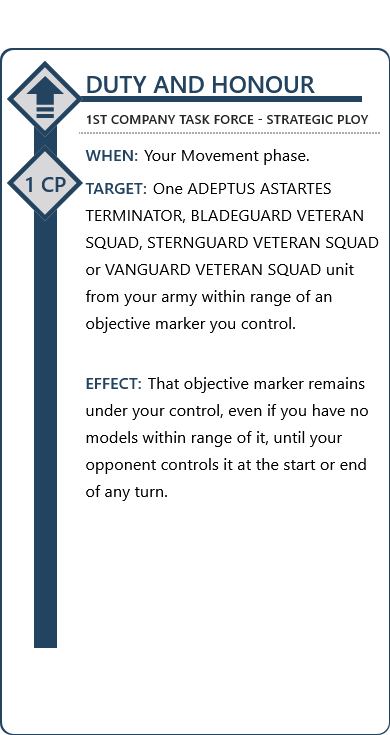 DUTY AND HONOUR
1ST COMPANY TASK FORCE - STRATEGIC PLOY
WHEN: Your Movement phase.
1 CP
TARGET: One ADEPTUS ASTARTES
TERMINATOR, BLADEGUARD VETERAN
SQUAD, STERNGUARD VETERAN SQUAD
or VANGUARD VETERAN SQUAD unit
from your army within range of an
objective marker you control.
EFFECT: That objective marker remains
under your control, even if you have no
models within range of it, until your
opponent controls it at the start or end
of any turn.